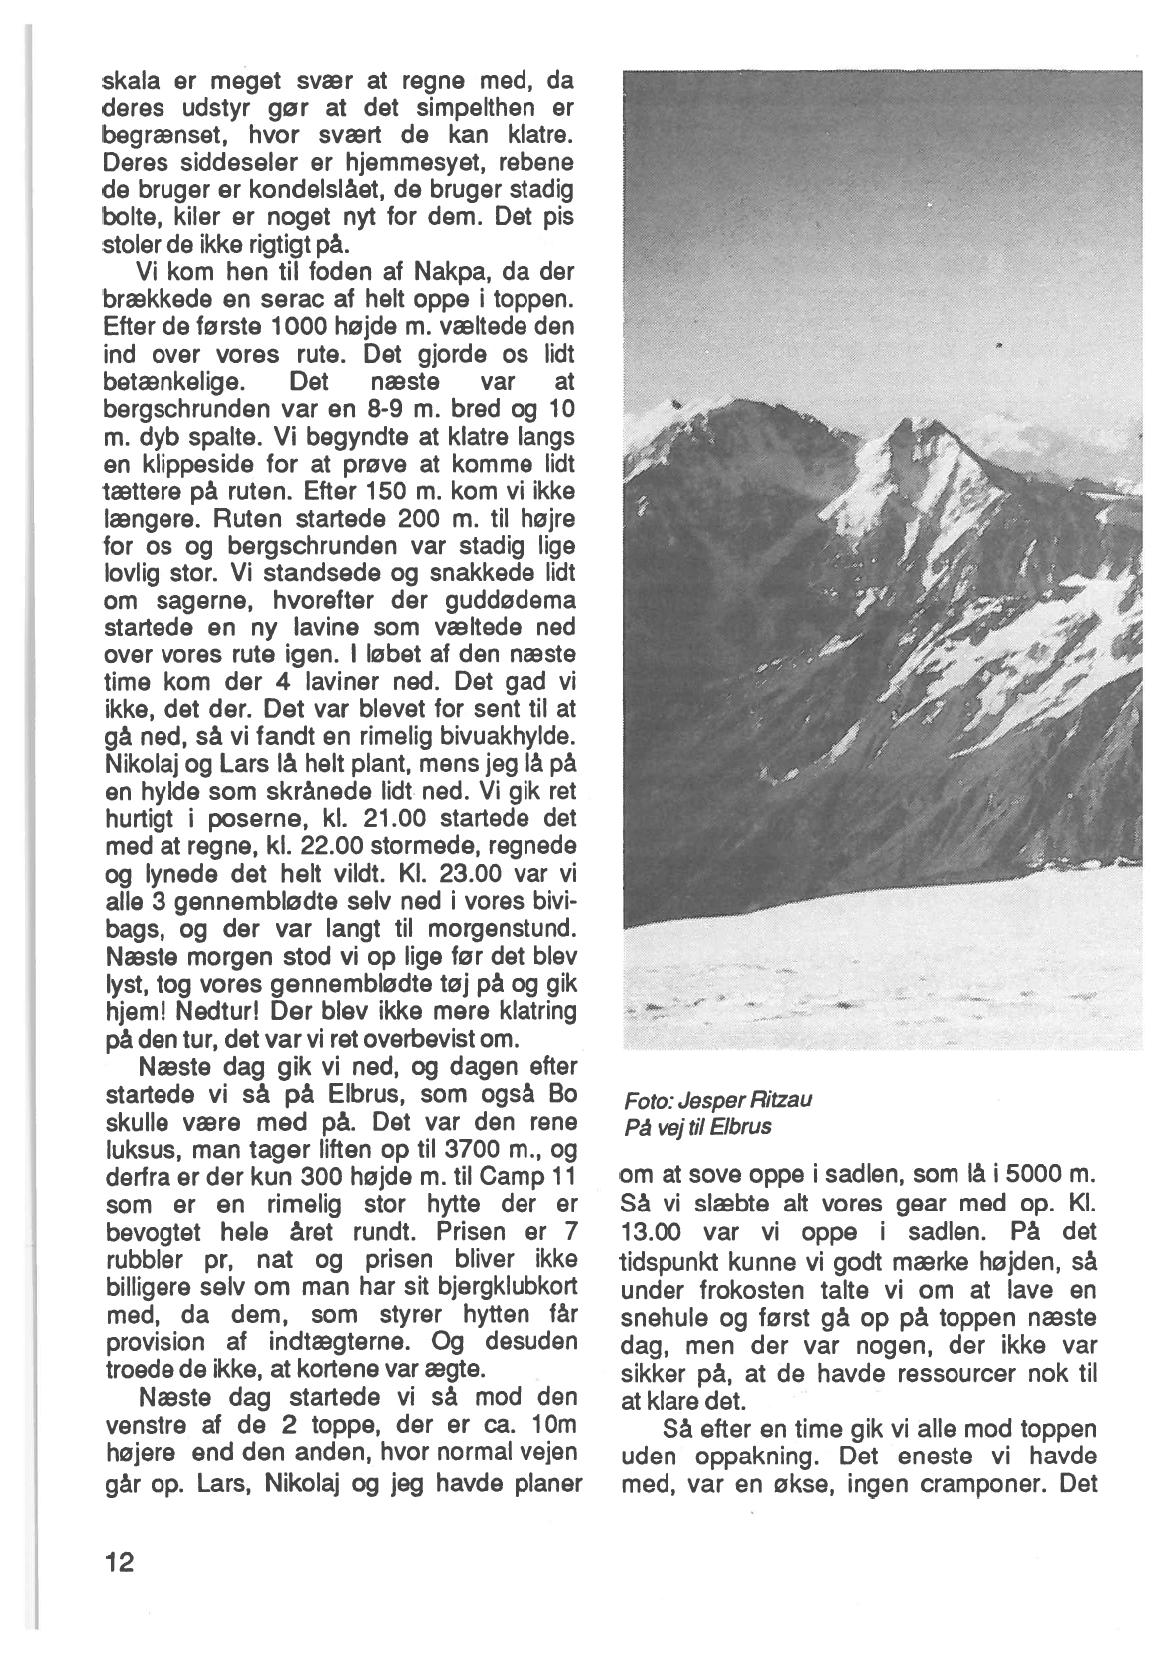 skala er meget svær at regne med, da
deres udstyr gør at det simpelthen er
begrænset, hvor svært de kan klatre.
Deres siddeseler er hjemmesyet, rebene
de bruger er kondelslået, de bruger stadig
bolte, kiler er noget nyt for dem. Det pis
stoler de ikke rigtigt på.
Vi kom hen til foden af Nakpa, da der
brækkede en serac af helt oppe i toppen.
Efter de første 1000 højde m. væltede den
ind over vores rute. Det gjorde os lidt
betænkelige. Det næste var at
bergschrunden var en 8-9 m. bred og 10
m. dyb spalte. Vi begyndte at klatre langs
en klippeside for at prøve at komme lidt
tættere på ruten. Efter 150 m. kom vi ikke
længere. Ruten startede 200 m. til højre
for os og bergschrunden var stadig lige
lovlig stor. Vi standsede og snakkede lidt
om sagerne, hvorefter der guddødema
startede en ny lavine som væltede ned
over vores rute igen. I løbet af den næste
time kom der 4 laviner ned. Det gad vi
ikke, det der. Det var blevet for sent til at
gå ned, så vi fandt en rimelig bivuakhylde.
Nikolaj og Lars lå helt plant, mens jeg lå på
en hylde som skrånede lidt ned. Vi gik ret
hurtigt i poserne, kl. 21.00 startede det
med at regne, kl. 22.00 stormede, regnede
og lynede det helt vildt. Kl. 23.00 var vi
alle 3 gennemblødte selv ned i vores bivi-
bags, og der var langt til morgenstund.
Næste morgen stod vi op lige før det blev
lyst, tog vores gennemblødte tøj på og gik
hjem! Nedtur! Der blev ikke mere klatring
på den tur, det var vi ret overbevist om.
Næste dag gik vi ned, og dagen efter
startede vi så på Elbrus, som også Bo
skulle være med på. Det var den rene
luksus, man tager liften op til 3700 m., og
derfra er der kun 300 højde m. til Camp 11
som er en rimelig stor hytte der er
bevogtet hele året rundt. Prisen er 7
rubbler pr, nat og prisen bliver ikke
billigere selv om man har sit bjergklubkort
med, da dem, som styrer hytten får
provision af indtægterne. Og desuden
troede de ikke, at kortene var ægte.
Næste dag startede vi så mod den
venstre af de 2 toppe, der er ca. 10m
højere end den anden, hvor normal vejen
går op. Lars, Nikolaj og jeg havde planer
Foto: Jesper Ritzau
På vej til Elbrus
om at sove oppe i sadlen, som lå i 5000 m.
Så vi slæbte alt vores gear med op. Kl.
13.00 var vi oppe i sadlen. På det
tidspunkt kunne vi godt mærke højden, så
under frokosten talte vi om at lave en
snehule og først gå op på toppen næste
dag, men der var nogen, der ikke var
sikker på, at de havde ressourcer nok til
at klare det.
Så efter en time gik vi alle mod toppen
uden oppakning. Det eneste vi havde
med, var en økse, ingen cramponer. Det
12